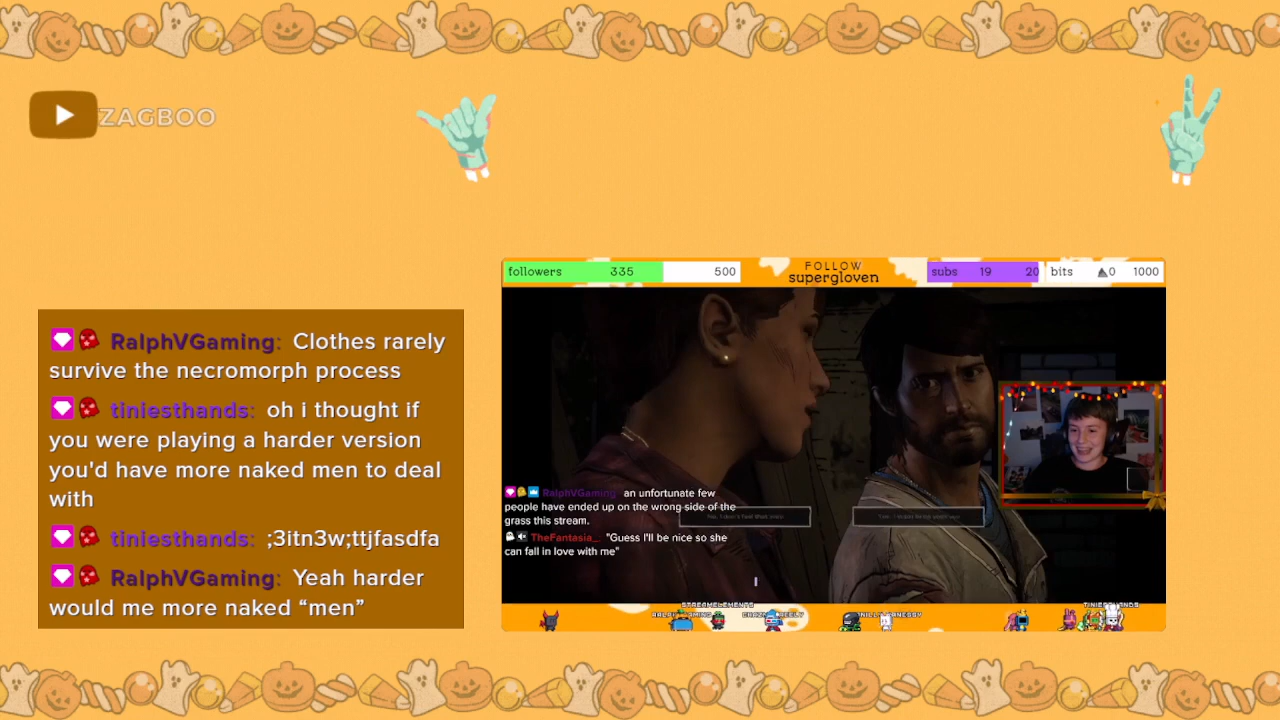 ZAGBOO
followers 335 500
FOLLOW
supergloven
subs 19 20
bits 0 1000
RalphVGaming: Clothes rarely
survive the necromorph process
tiniesthands: oh i thought if
you were playing a harder version
you'd have more naked men to deal
with
tiniesthands: ;3itn3w;ttjfasdfa
RalphVGaming: Yeah harder
would me more naked “men”
RalphVGaming an unfortunate few
people have ended up on the wrong side of the
grass this stream.
TheFantasia_: "Guess I'll be nice so she
can fall in love with me"
STREAMELEMENTS
TINIESTHANDS